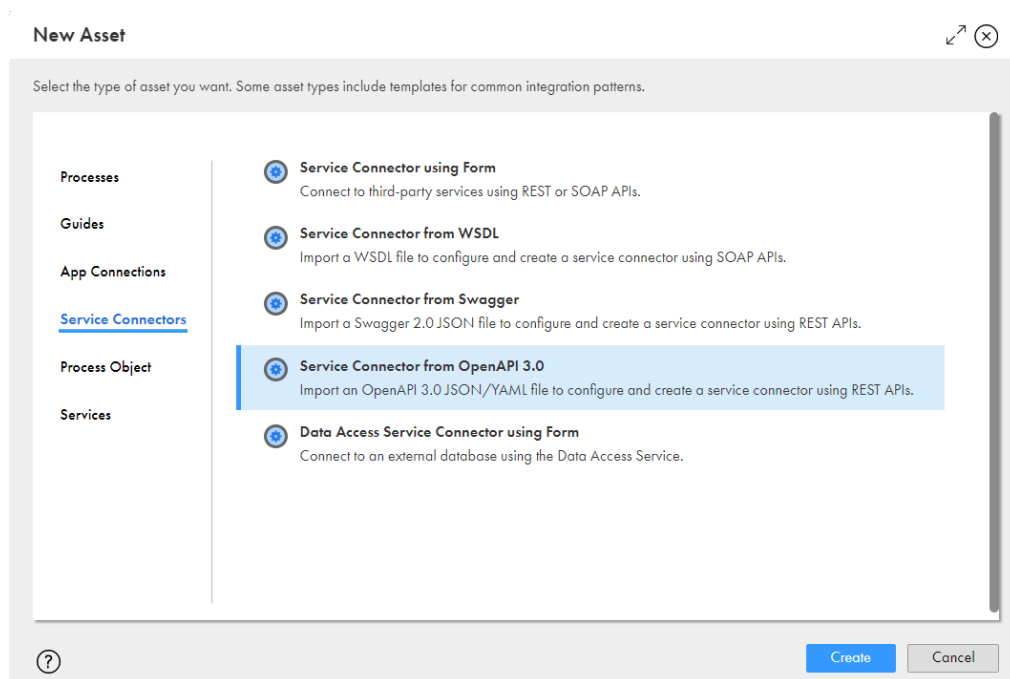 New Asset
Select the type of asset you want. Some asset types include templates for common integration patterns.
Processes
Guides
App Connections
Service Connectors
Process Object
Services
Service Connector using Form
Connect to third-party services using REST or SOAP APIs.
Service Connector from WSDL
Import a WSDL file to configure and create a service connector using SOAP APIs.
Service Connector from Swagger
Import a Swagger 2.0 JSON file to configure and create a service connector using REST APIs.
Service Connector from OpenAPI 3.0
Import an OpenAPI 3.0 JSON/YAML file to configure and create a service connector using REST APIs.
Data Access Service Connector using Form
Connect to an external database using the Data Access Service.
?
Create
Cancel